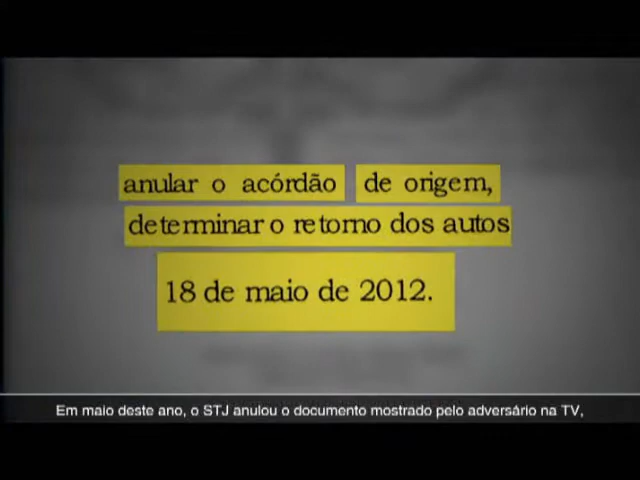 anular o acórdão de origem,
determinar o retorno dos autos
18 de maio de 2012.
Em maio deste ano, o STJ anulou o documento mostrado pelo adversário na TV,